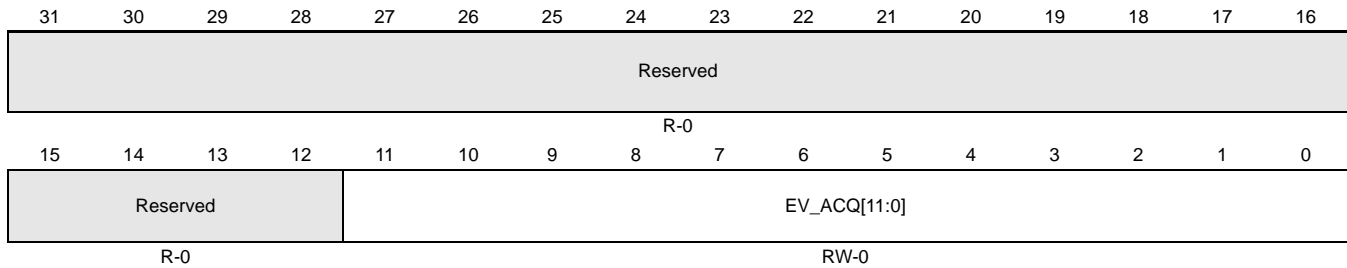 31 30 29 28 27 26 25 24 23 22 21 20 19 18 17 16
Reserved
R-0
15 14 13 12 11 10 9 8 7 6 5 4 3 2 1 0
Reserved EV_ACQ[11:0]
R-0 RW-0